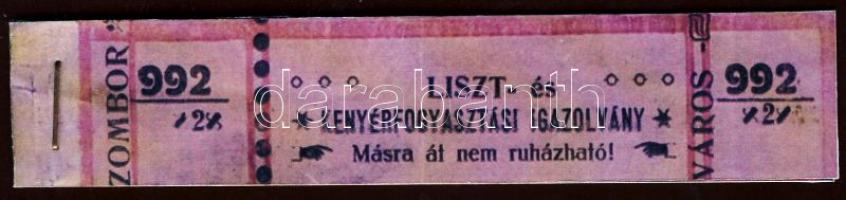 ZOMBOR
992
2
LISZT- és
KENYÉRFOGYASZTÁSI IGAZOLVÁNY
Másra át nem ruházható!
VÁROS
992
2
darabanth